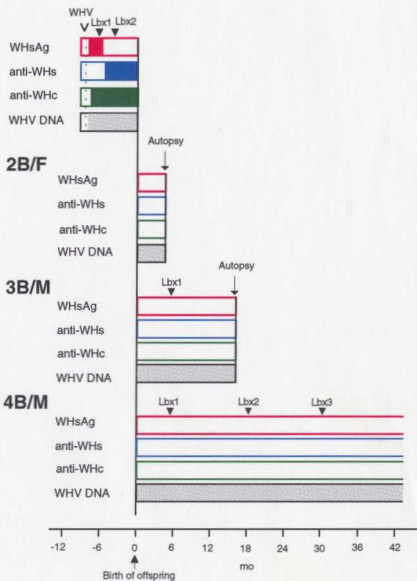 WHV
Lbx1 Lbx2
WHsAg
anti-WHs
anti-WHc
WHV DNA
Autopsy
2B/F
WHsAg
anti-WHs
anti-WHc
WHV DNA
Autopsy
3B/M
Lbx1
WHsAg
anti-WHs
anti-WHc
WHV DNA
4B/M
Lbx1 Lbx2 Lbx3
WHsAg
anti-WHs
anti-WHc
WHV DNA
-12 -6 0 6 12 18 24 30 36 42
mo
Birth of offspring